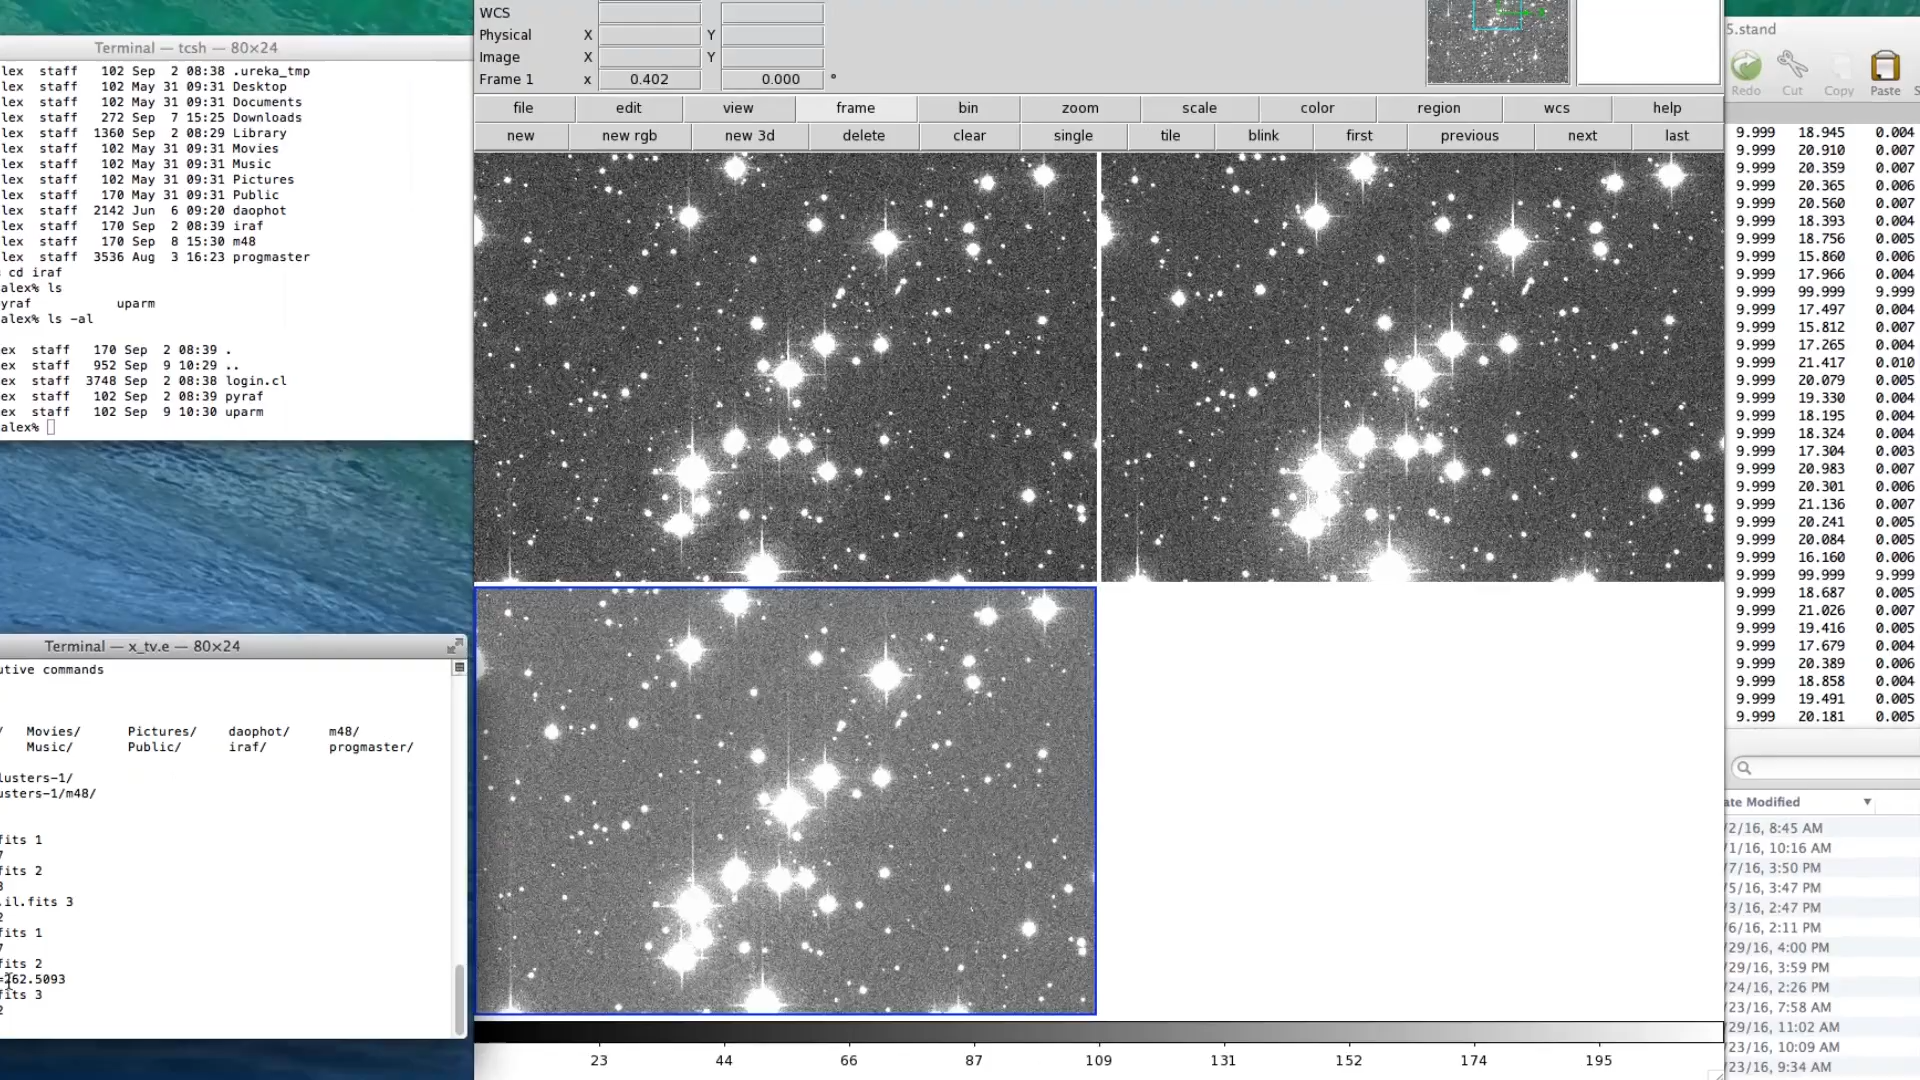 Terminal — tcsh — 80×24
lex staff 102 Sep 2 08:38 .ureka_tmp
lex staff 102 May 31 09:31 Desktop
lex staff 102 May 31 09:31 Documents
lex staff 272 Sep 7 15:25 Downloads
lex staff 1360 Sep 2 08:29 Library
lex staff 102 May 31 09:31 Movies
lex staff 102 May 31 09:31 Music
lex staff 102 May 31 09:31 Pictures
lex staff 170 May 31 09:31 Public
lex staff 2142 Jun 6 09:20 daophot
lex staff 170 Sep 2 08:39 iraf
lex staff 170 Sep 8 15:30 m48
lex staff 3536 Aug 3 16:23 progmaster
cd iraf
alex% ls
yraf uparm
alex% ls -al
ex staff 170 Sep 2 08:39 .
ex staff 952 Sep 9 10:29 ..
ex staff 3748 Sep 2 08:38 login.cl
ex staff 102 Sep 2 08:39 pyraf
ex staff 102 Sep 9 10:30 uparm
alex%
Terminal — x_tv.e — 80×24
utive commands
/ Movies/ Pictures/ daophot/ m48/
Music/ Public/ iraf/ progmaster/
lusters-1/
usters-1/m48/
fits 1
7
fits 2
3
.il.fits 3
2
fits 1
7
fits 2
=262.5093
fits 3
2
WCS
Physical X Y
Image X Y
Frame 1 x 0.402 0.000 °
file edit view frame bin zoom scale color region wcs help
new new rgb new 3d delete clear single tile blink first previous next last
23 44 66 87 109 131 152 174 195
5.stand
Redo Cut Copy Paste S
9.999 18.945 0.004
9.999 20.910 0.007
9.999 20.359 0.007
9.999 20.365 0.006
9.999 20.560 0.007
9.999 18.393 0.004
9.999 18.756 0.005
9.999 15.860 0.006
9.999 17.966 0.004
9.999 99.999 9.999
9.999 17.497 0.004
9.999 15.812 0.007
9.999 17.265 0.004
9.999 21.417 0.010
9.999 20.079 0.005
9.999 19.330 0.004
9.999 18.195 0.004
9.999 18.324 0.004
9.999 17.304 0.003
9.999 20.983 0.007
9.999 20.301 0.006
9.999 21.136 0.007
9.999 20.241 0.005
9.999 20.084 0.005
9.999 16.160 0.006
9.999 99.999 9.999
9.999 18.687 0.005
9.999 21.026 0.007
9.999 19.416 0.005
9.999 17.679 0.004
9.999 20.389 0.006
9.999 18.858 0.004
9.999 19.491 0.005
9.999 20.181 0.005
ate Modified
/2/16, 8:45 AM
/1/16, 10:16 AM
/7/16, 3:50 PM
/5/16, 3:47 PM
/3/16, 2:47 PM
/6/16, 2:11 PM
/29/16, 4:00 PM
/29/16, 3:59 PM
/24/16, 2:26 PM
/23/16, 7:58 AM
/29/16, 11:02 AM
/23/16, 10:09 AM
/23/16, 9:34 AM